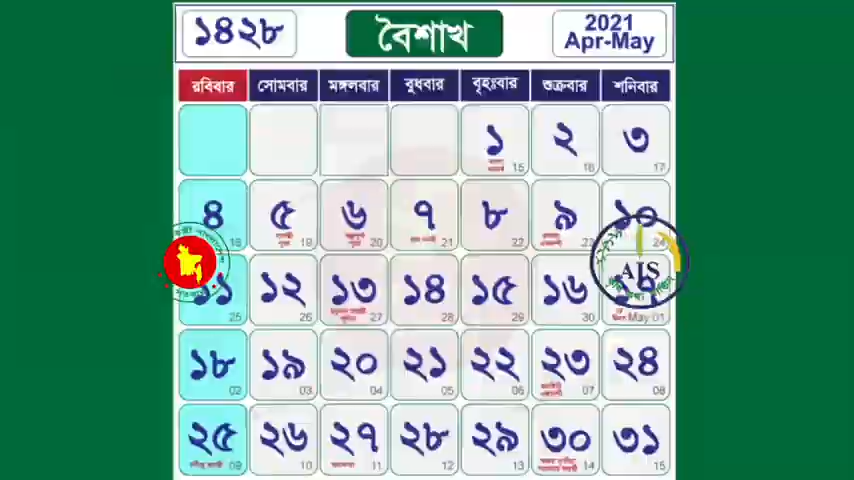 ১৪২৮ বৈশাখ 2021
Apr-May
রবিবার সোমবার মঙ্গলবার বুধবার বৃহঃবার শুক্রবার শনিবার
১ 15 ২ 16 ৩ 17
৪ 18 ৫ 19 ৬ 20 ৭ 21 ৮ 22 ৯ 23 ১০ 24
১১ 25 ১২ 26 ১৩ 27 ১৪ 28 ১৫ 29 ১৬ 30 May 01
AIS
১৮ 02 ১৯ 03 ২০ 04 ২১ 05 ২২ 06 ২৩ 07 ২৪ 08
২৫ 09 ২৬ 10 ২৭ 11 ২৮ 12 ২৯ 13 ৩০ 14 ৩১ 15